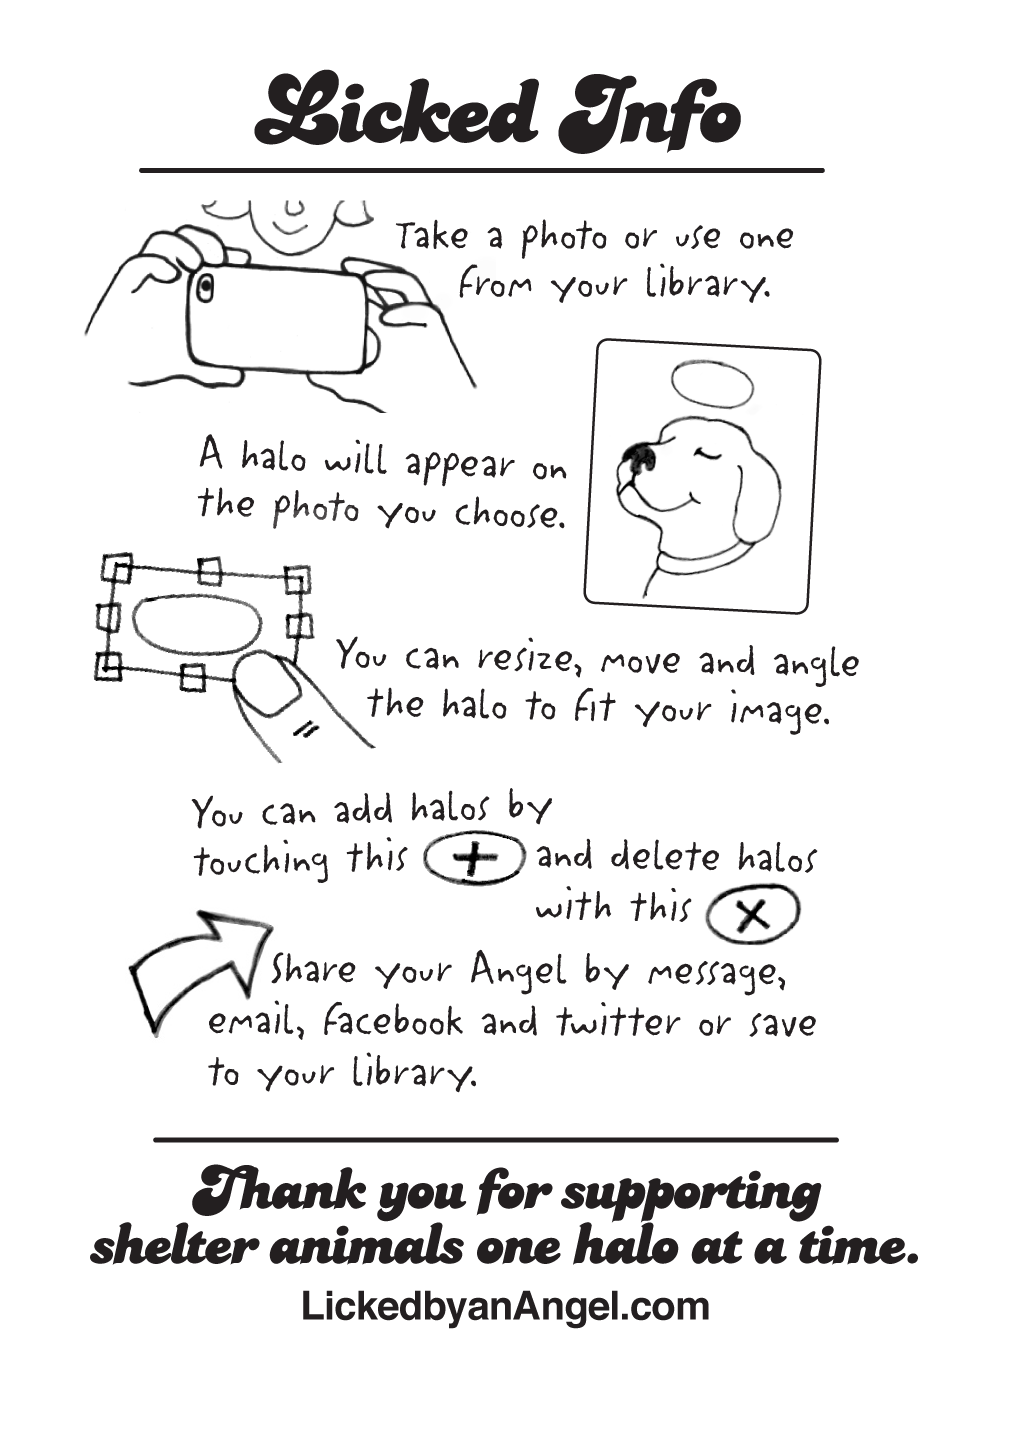 Licked Info
Take a photo or use one
from your library.
A halo will appear on
the photo you choose.
You can resize, move and angle
the halo to fit your image.
You can add halos by
touching this + and delete halos
with this X
Share your Angel by message,
email, facebook and twitter or save
to your library.
Thank you for supporting
shelter animals one halo at a time.
LickedbyanAngel.com